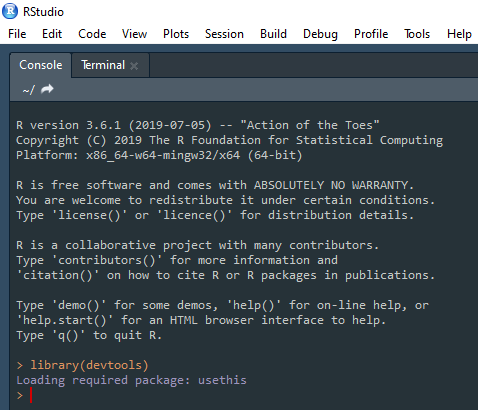 RStudio
File Edit Code View Plots Session Build Debug Profile Tools Help
Console Terminal
~/
R version 3.6.1 (2019-07-05) -- "Action of the Toes"
Copyright (C) 2019 The R Foundation for Statistical Computing
Platform: x86_64-w64-mingw32/x64 (64-bit)
R is free software and comes with ABSOLUTELY NO WARRANTY.
You are welcome to redistribute it under certain conditions.
Type 'license()' or 'licence()' for distribution details.
R is a collaborative project with many contributors.
Type 'contributors()' for more information and
'citation()' on how to cite R or R packages in publications.
Type 'demo()' for some demos, 'help()' for on-line help, or
'help.start()' for an HTML browser interface to help.
Type 'q()' to quit R.
> library(devtools)
Loading required package: usethis
>